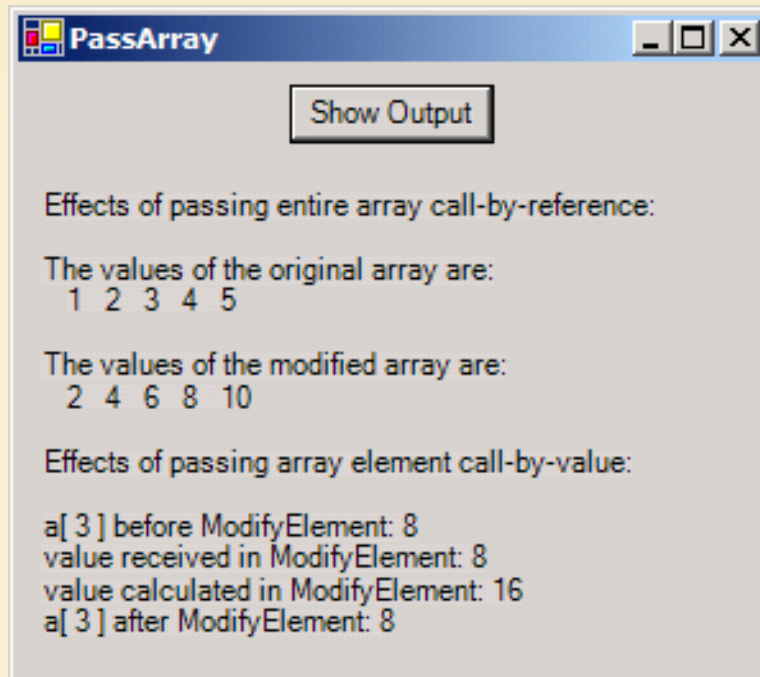 PassArray
Show Output
Effects of passing entire array call-by-reference:
The values of the original array are:
1 2 3 4 5
The values of the modified array are:
2 4 6 8 10
Effects of passing array element call-by-value:
a[ 3 ] before ModifyElement: 8
value received in ModifyElement: 8
value calculated in ModifyElement: 16
a[ 3 ] after ModifyElement: 8